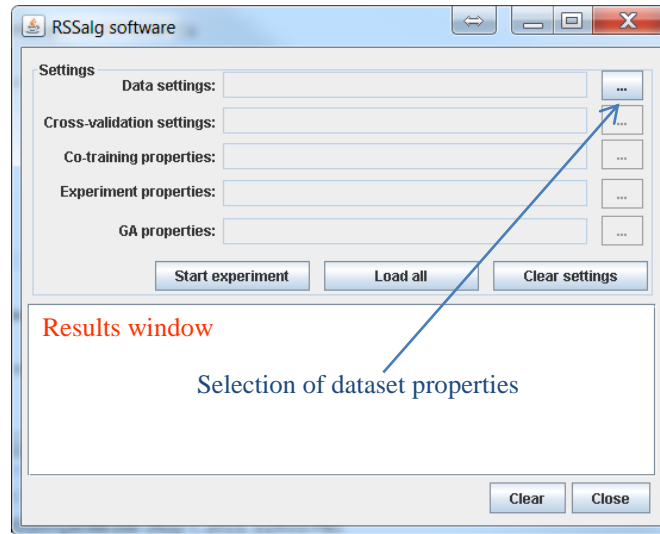 RSSalg software
Settings
Data settings:
...
Cross-validation settings:
...
Co-training properties:
...
Experiment properties:
...
GA properties:
...
Start experiment Load all Clear settings
Results window
Selection of dataset properties
Clear Close